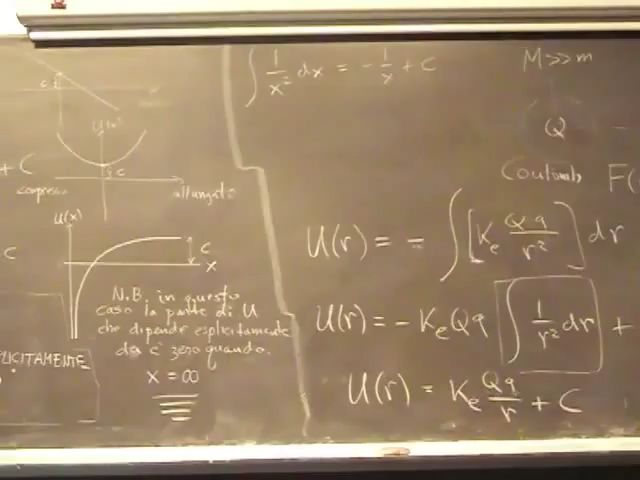 U(x)
C
+ C
compresso
allungato
U(x)
C
x
C
N.B. in questo
caso la parte di U
che dipende esplicitamente
da è zero quando.
x = ∞
PLICITAMENTE
∫ 1/x² dx = - 1/x + C
M >> m
Q
Coulomb F(
U(r) = - ∫ [Ke Qq/r²] dr
U(r) = - Ke Qq ∫ 1/r² dr +
U(r) = Ke Qq/r + C